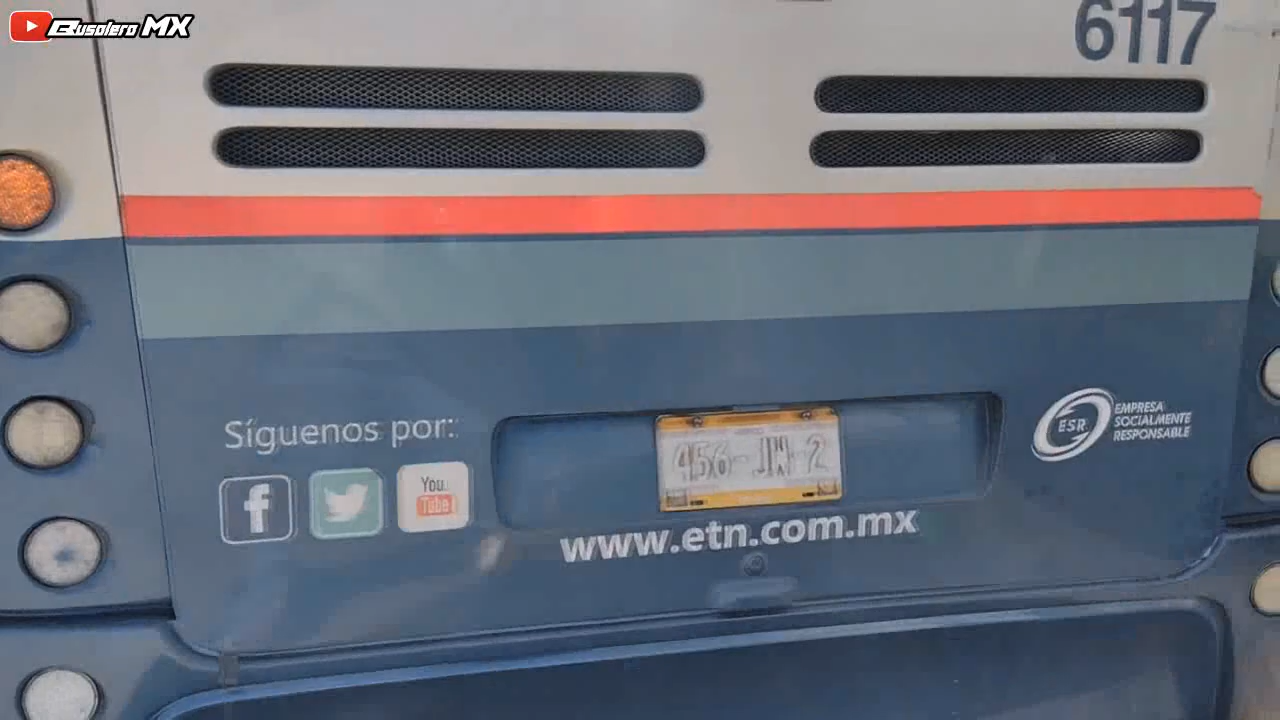 Busolero MX
6117
Síguenos por:
You
Tube
456-JW-2
ESR
EMPRESA
SOCIALMENTE
RESPONSABLE
www.etn.com.mx